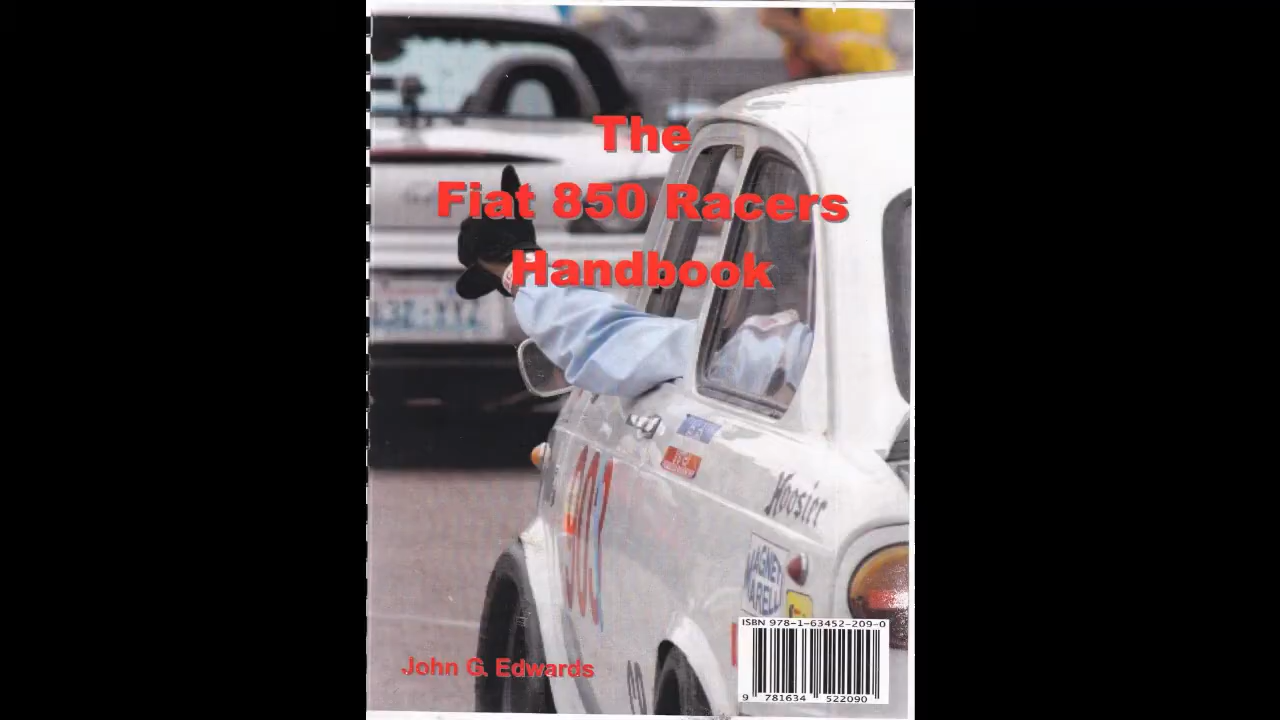 The
Fiat 850 Racers
Handbook
903
Hoosier
MAGNETI
MARELLI
ISBN 978-1-63452-209-0
9 781634 522090
John G. Edwards